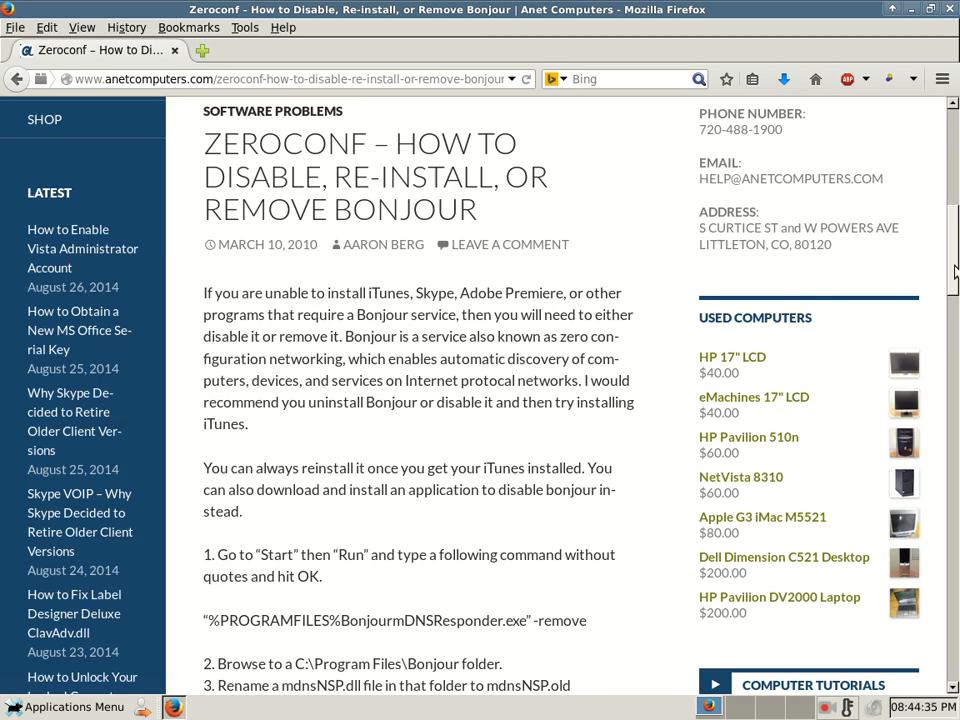 Zeroconf – How to Disable, Re-install, or Remove Bonjour | Anet Computers - Mozilla Firefox
File Edit View History Bookmarks Tools Help
Zeroconf – How to Di...
www.anetcomputers.com/zeroconf-how-to-disable-re-install-or-remove-bonjour
Bing
ABP
SHOP
LATEST
How to Enable
Vista Administrator
Account
August 26, 2014
How to Obtain a
New MS Office Se-
rial Key
August 25, 2014
Why Skype De-
cided to Retire
Older Client Ver-
sions
August 25, 2014
Skype VOIP – Why
Skype Decided to
Retire Older Client
Versions
August 24, 2014
How to Fix Label
Designer Deluxe
ClavAdv.dll
August 23, 2014
How to Unlock Your
SOFTWARE PROBLEMS
ZEROCONF – HOW TO
DISABLE, RE-INSTALL, OR
REMOVE BONJOUR
MARCH 10, 2010 AARON BERG LEAVE A COMMENT
If you are unable to install iTunes, Skype, Adobe Premiere, or other
programs that require a Bonjour service, then you will need to either
disable it or remove it. Bonjour is a service also known as zero con-
figuration networking, which enables automatic discovery of com-
puters, devices, and services on Internet protocal networks. I would
recommend you uninstall Bonjour or disable it and then try installing
iTunes.
You can always reinstall it once you get your iTunes installed. You
can also download and install an application to disable bonjour in-
stead.
1. Go to “Start” then “Run” and type a following command without
quotes and hit OK.
“%PROGRAMFILES%BonjourmDNSResponder.exe” -remove
2. Browse to a C:\Program Files\Bonjour folder.
3. Rename a mdnsNSP.dll file in that folder to mdnsNSP.old
PHONE NUMBER:
720-488-1900
EMAIL:
HELP@ANETCOMPUTERS.COM
ADDRESS:
S CURTICE ST and W POWERS AVE
LITTLETON, CO, 80120
USED COMPUTERS
HP 17" LCD
$40.00
eMachines 17" LCD
$40.00
HP Pavilion 510n
$60.00
NetVista 8310
$60.00
Apple G3 iMac M5521
$80.00
Dell Dimension C521 Desktop
$200.00
HP Pavilion DV2000 Laptop
$200.00
COMPUTER TUTORIALS
Applications Menu
08:44:35 PM